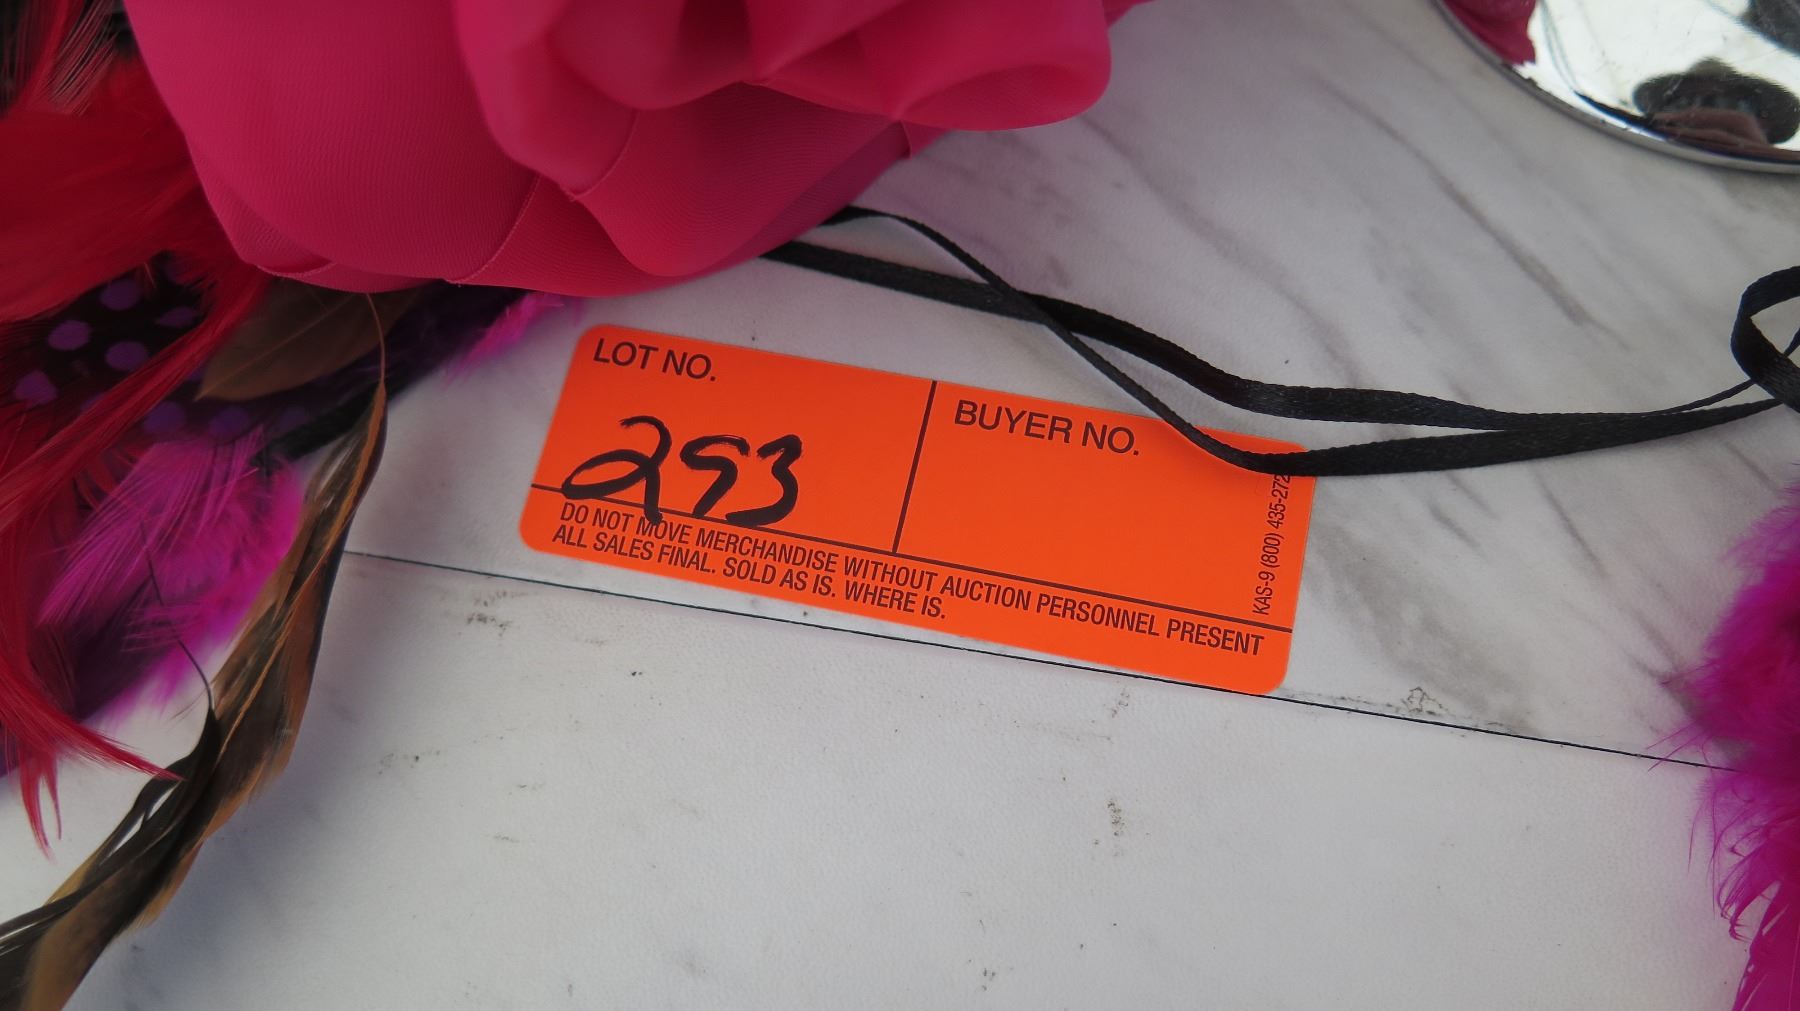 LOT NO.
293
BUYER NO.
DO NOT MOVE MERCHANDISE WITHOUT AUCTION PERSONNEL PRESENT
ALL SALES FINAL. SOLD AS IS. WHERE IS.
KAS-9 (800) 435-272